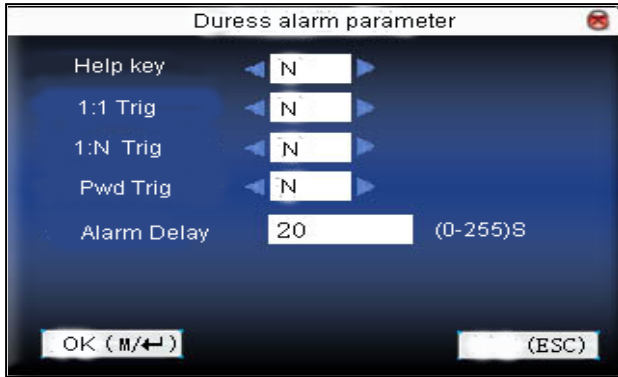 Duress alarm parameter
Help key N
1:1 Trig N
1:N Trig N
Pwd Trig N
Alarm Delay 20 (0-255)S
OK (M/↵) (ESC)